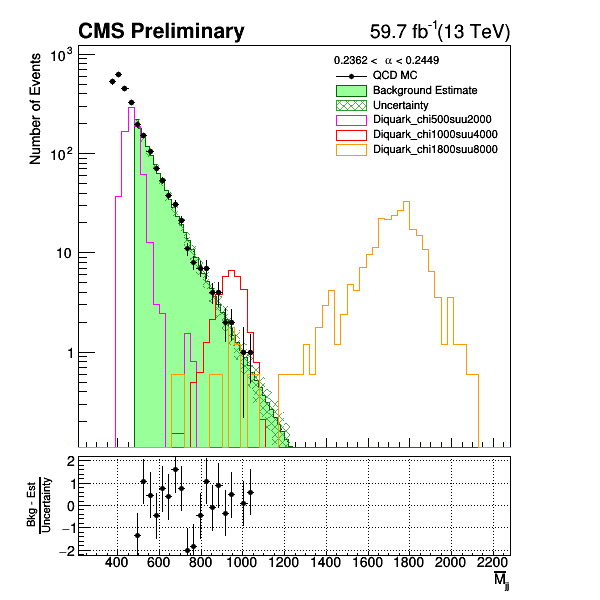 CMS Preliminary 59.7 fb⁻¹(13 TeV)
Number of Events
10³
10²
10
1
0.2362 < α < 0.2449
QCD MC
Background Estimate
Uncertainty
Diquark_chi500suu2000
Diquark_chi1000suu4000
Diquark_chi1800suu8000
Bkg - Est
Uncertainty
2
1
0
−1
−2
400 600 800 1000 1200 1400 1600 1800 2000 2200
M̅jj